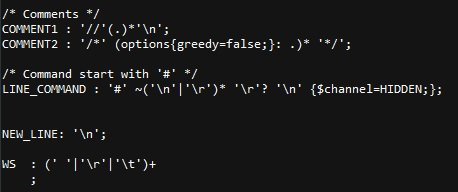 /* Comments */
COMMENT1 : '//'(.)*'\n';
COMMENT2 : '/*' (options{greedy=false;}: .)* '*/';
/* Command start with '#' */
LINE_COMMAND : '#' ~('\n'|'\r')* '\r'? '\n' {$channel=HIDDEN;};
NEW_LINE: '\n';
WS : (' '|'\r'|'\t')+
;